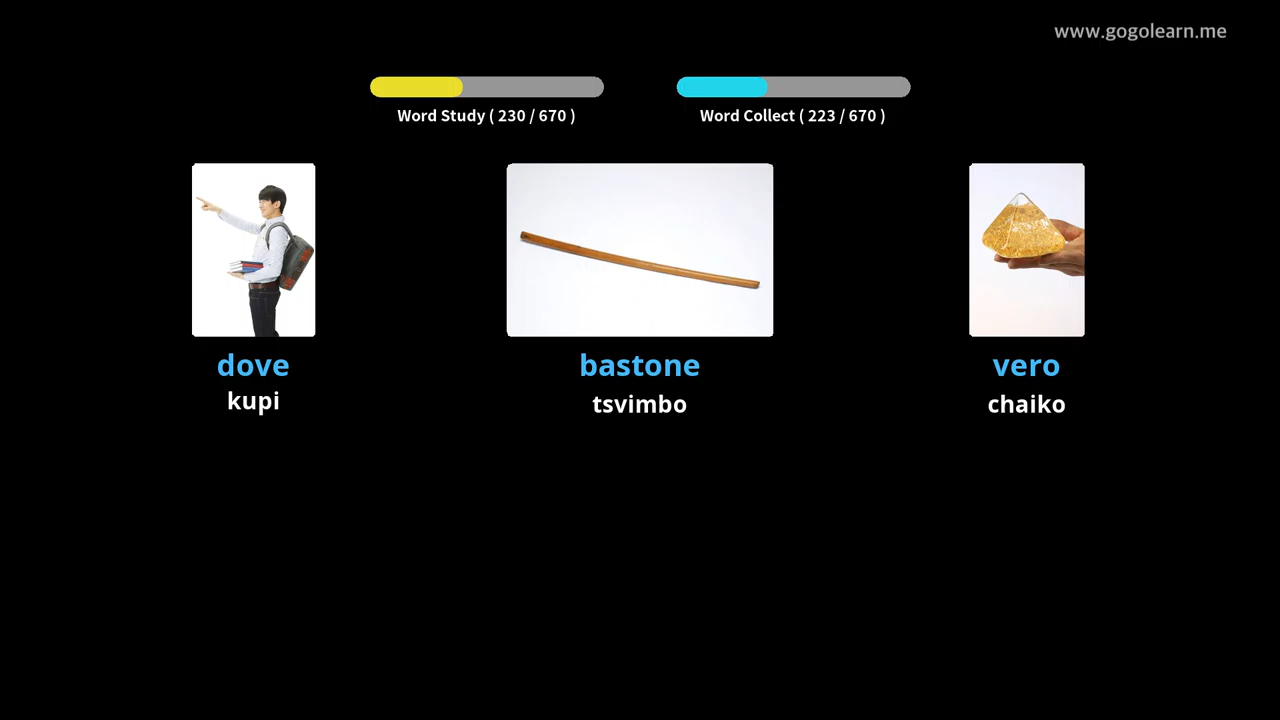 www.gogolearn.me
Word Study ( 230 / 670 )
Word Collect ( 223 / 670 )
dove
kupi
bastone
tsvimbo
vero
chaiko